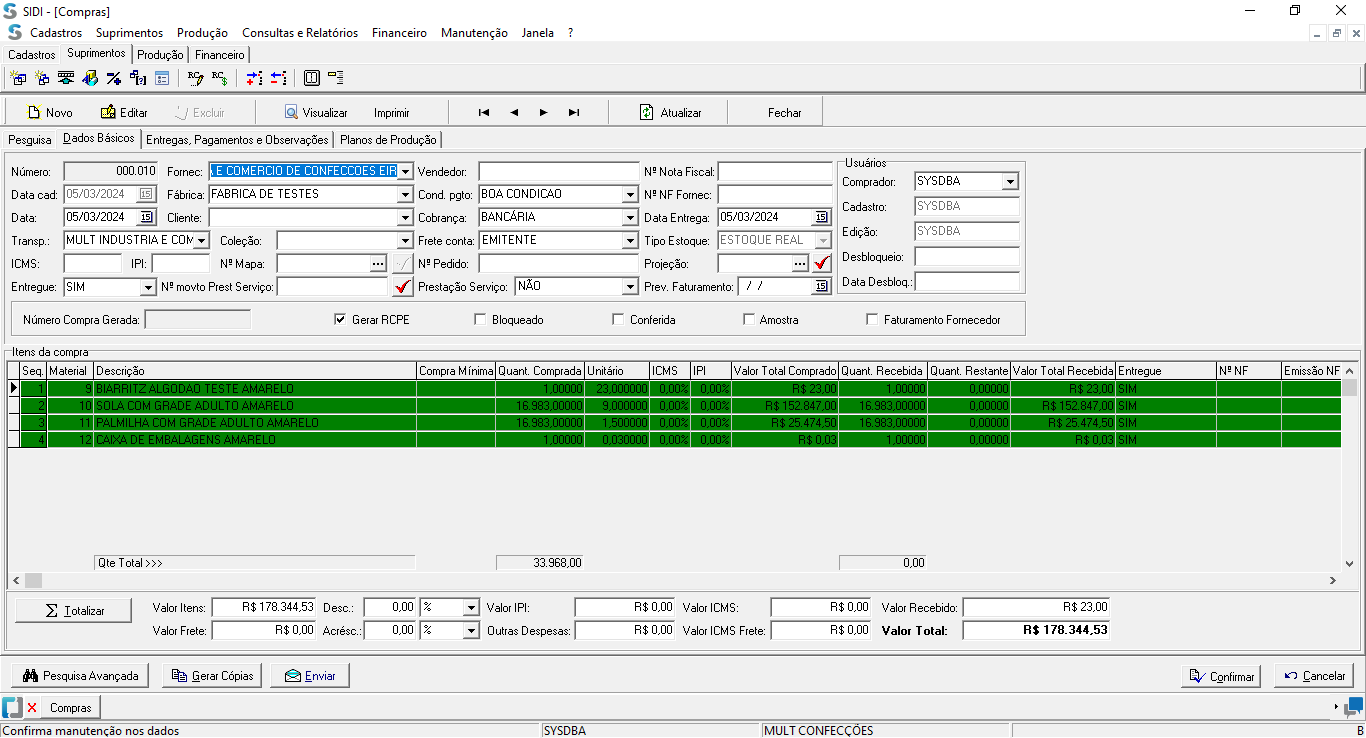 SIDI - [Compras]
Cadastros Suprimentos Produção Consultas e Relatórios Financeiro Manutenção Janela ?
Cadastros Suprimentos Produção Financeiro
Novo Editar Excluir Visualizar Imprimir Atualizar Fechar
Pesquisa Dados Básicos Entregas, Pagamentos e Observações Planos de Produção
Usuários
Número: 000.010 Fornec: A E COMERCIO DE CONFECCOES EIR Vendedor: Nº Nota Fiscal: Comprador: SYSDBA
Data cad: 05/03/2024 15 Fábrica: FABRICA DE TESTES Cond. pgto: BOA CONDICAO Nº NF Fornec: Cadastro: SYSDBA
Data: 05/03/2024 15 Cliente: Cobrança: BANCÁRIA Data Entrega: 05/03/2024 15 Edição: SYSDBA
Transp.: MULT INDUSTRIA E COM Coleção: Frete conta: EMITENTE Tipo Estoque: ESTOQUE REAL
ICMS: IPI: Nº Mapa: ... Nº Pedido: Projeção: ... Desbloqueio:
Entregue: SIM Nº movto Prest Serviço: Prestação Serviço: NÃO Prev. Faturamento: / / 15 Data Desbloq.:
Número Compra Gerada: Gerar RCPE Bloqueado Conferida Amostra Faturamento Fornecedor
Itens da compra
Seq. Material Descrição Compra Mínima Quant. Comprada Unitário ICMS IPI Valor Total Comprado Quant. Recebida Quant. Restante Valor Total Recebida Entregue Nº NF Emissão NF
1 9 BIARRITZ ALGODAO TESTE AMARELO 1,00000 23,000000 0,00% 0,00% R$ 23,00 1,00000 0,00000 R$ 23,00 SIM
2 10 SOLA COM GRADE ADULTO AMARELO 16.983,00000 9,000000 0,00% 0,00% R$ 152.847,00 16.983,00000 0,00000 R$ 152.847,00 SIM
3 11 PALMILHA COM GRADE ADULTO AMARELO 16.983,00000 1,500000 0,00% 0,00% R$ 25.474,50 16.983,00000 0,00000 R$ 25.474,50 SIM
4 12 CAIXA DE EMBALAGENS AMARELO 1,00000 0,030000 0,00% 0,00% R$ 0,03 1,00000 0,00000 R$ 0,03 SIM
Qte Total >>> 33.968,00 0,00
Totalizar Valor Itens: R$ 178.344,53 Desc.: 0,00 % Valor IPI: R$ 0,00 Valor ICMS: R$ 0,00 Valor Recebido: R$ 23,00
Valor Frete: R$ 0,00 Acrésc.: 0,00 % Outras Despesas: R$ 0,00 Valor ICMS Frete: R$ 0,00 Valor Total: R$ 178.344,53
Pesquisa Avançada Gerar Cópias Enviar Confirmar Cancelar
Compras
Confirma manutenção nos dados SYSDBA MULT CONFECÇÕES B